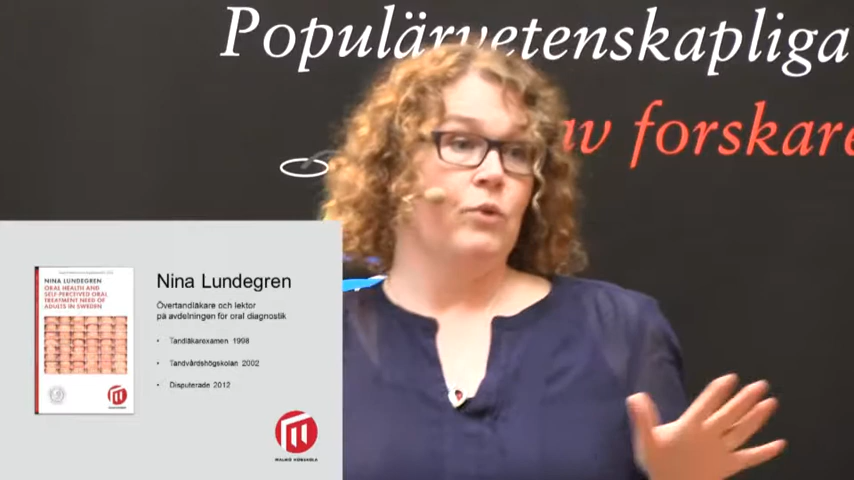 Populärvetenskapliga
av forskare
Nina Lundegren
Övertandläkare och lektor
på avdelningen för oral diagnostik
• Tandläkarexamen 1998
• Tandvårdshögskolan 2002
• Disputerade 2012
NINA LUNDEGREN
ORAL HEALTH AND
SELF-PERCEIVED ORAL
TREATMENT NEED OF
ADULTS IN SWEDEN
MALMÖ HÖGSKOLA